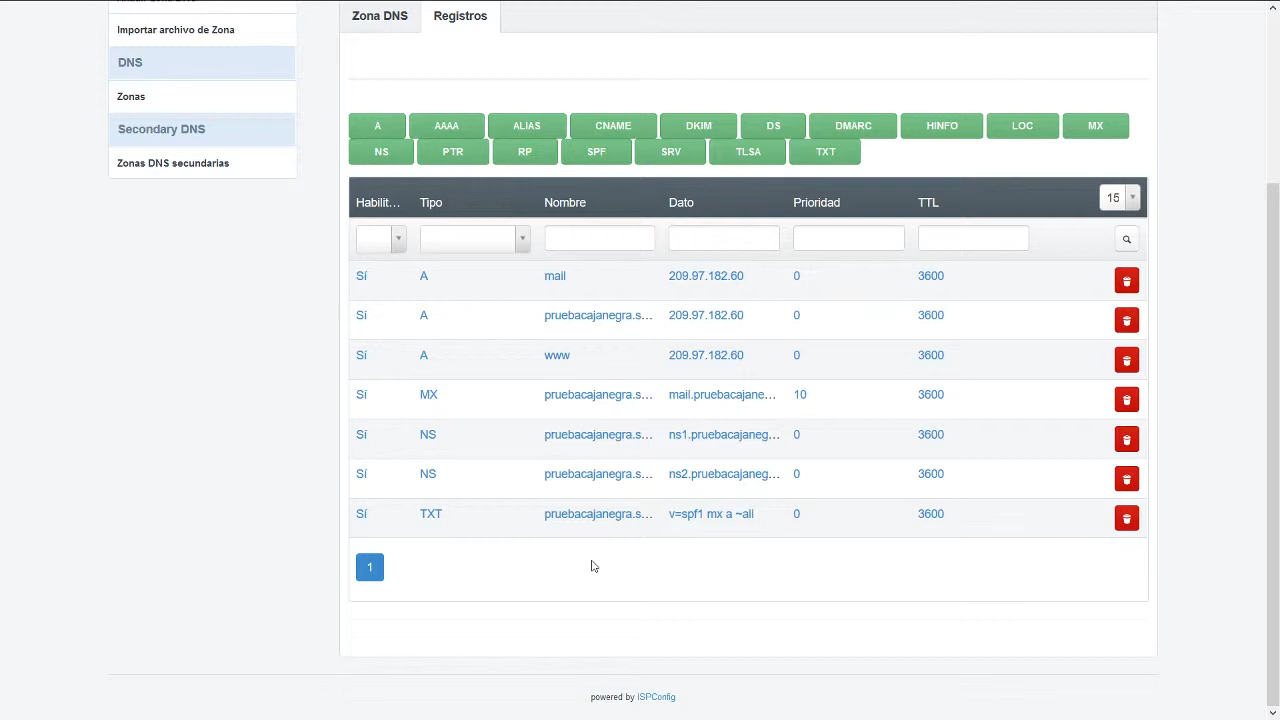 Zona DNS Registros
Importar archivo de Zona
DNS
Zonas
Secondary DNS
Zonas DNS secundarias
A AAAA ALIAS CNAME DKIM DS DMARC HINFO LOC MX
NS PTR RP SPF SRV TLSA TXT
Habilit... Tipo Nombre Dato Prioridad TTL 15
Sí A mail 209.97.182.60 0 3600
Sí A pruebacajanegra.s... 209.97.182.60 0 3600
Sí A www 209.97.182.60 0 3600
Sí MX pruebacajanegra.s... mail.pruebacajane... 10 3600
Sí NS pruebacajanegra.s... ns1.pruebacajaneg... 0 3600
Sí NS pruebacajanegra.s... ns2.pruebacajaneg... 0 3600
Sí TXT pruebacajanegra.s... v=spf1 mx a ~all 0 3600
1
powered by ISPConfig